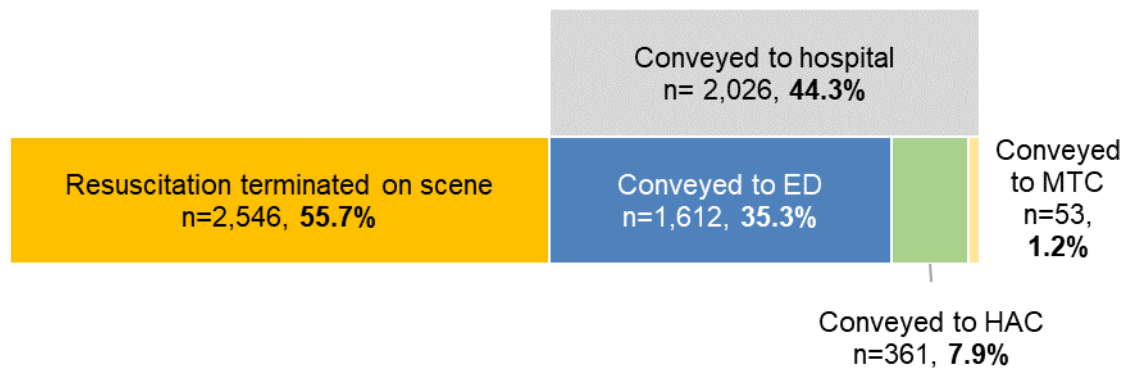 Conveyed to hospital
n= 2,026, 44.3%
Resuscitation terminated on scene
n=2,546, 55.7%
Conveyed to ED
n=1,612, 35.3%
Conveyed
to MTC
n=53,
1.2%
Conveyed to HAC
n=361, 7.9%